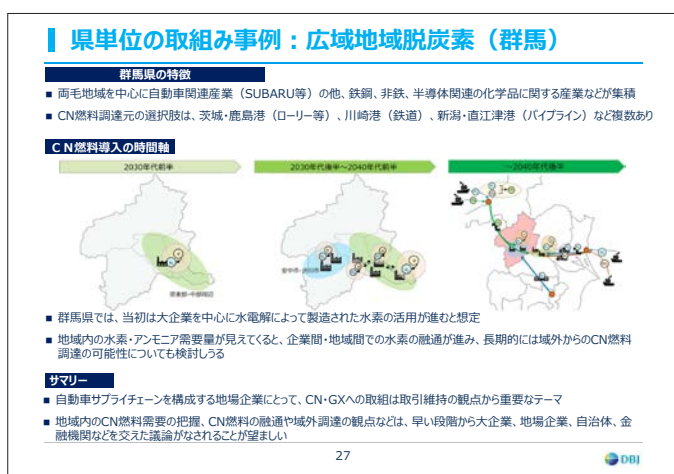 県単位の取組み事例：広域地域脱炭素（群馬）
群馬県の特徴
■ 両毛地域を中心に自動車関連産業（SUBARU等）の他、鉄鋼、非鉄、半導体関連の化学品に関する産業などが集積
■ CN燃料調達元の選択肢は、茨城・鹿島港（ローリー等）、川崎港（鉄道）、新潟・直江津港（パイプライン）など複数あり
ＣＮ燃料導入の時間軸
2030年代前半
2030年代後半～2040年代前半
～2040年代後半
■ 群馬県では、当初は大企業を中心に水電解によって製造された水素の活用が進むと想定
■ 地域内の水素・アンモニア需要量が見えてくると、企業間・地域間での水素の融通が進み、長期的には域外からのCN燃料
調達の可能性についても検討しうる
サマリー
■ 自動車サプライチェーンを構成する地場企業にとって、CN・GXへの取組は取引維持の観点から重要なテーマ
■ 地域内のCN燃料需要の把握、CN燃料の融通や域外調達の観点などは、早い段階から大企業、地場企業、自治体、金
融機関などを交えた議論がなされることが望ましい
27
DBJ